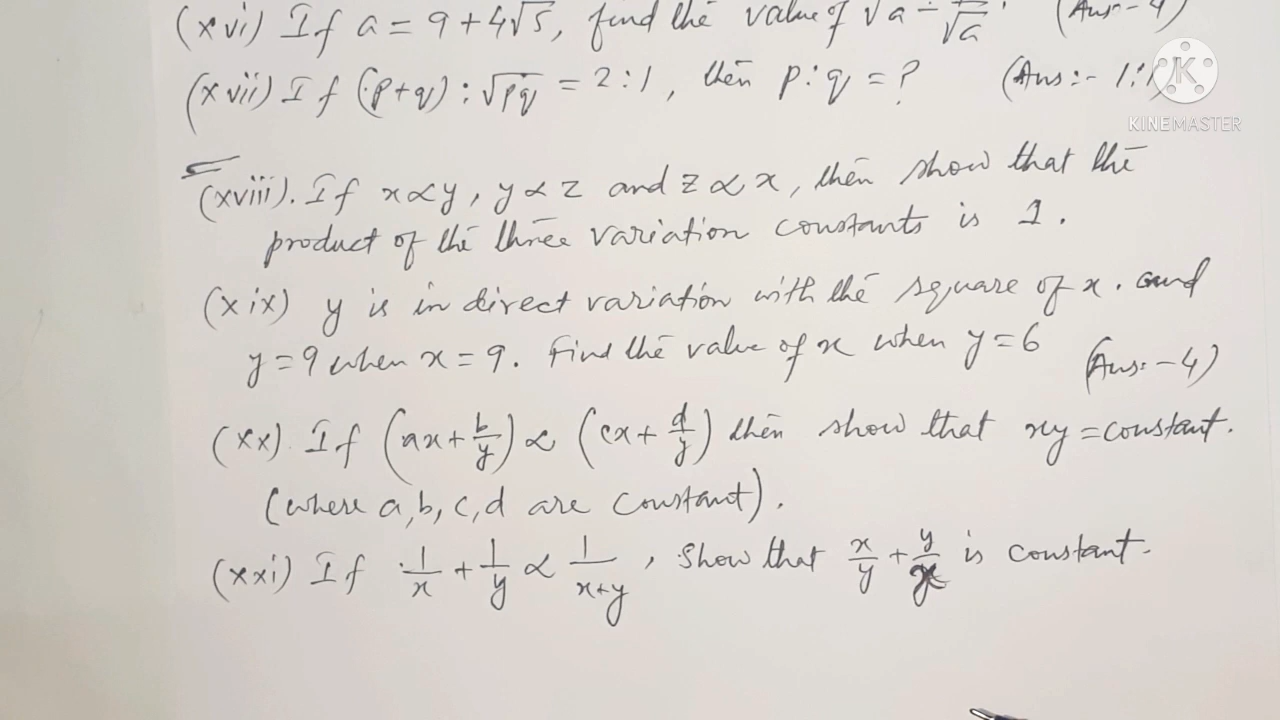 (xvi) If a = 9 + 4√5, find the value of √a - 1/√a. (Ans:- 4)
(xvii) If (p+q) : √pq = 2:1, then p:q = ? (Ans:- 1:1)
K
KINEMASTER
(xviii). If x∝y, y∝z and z∝x, then show that the
product of the three variation constants is 1.
(xix) y is in direct variation with the square of x. and
y = 9 when x = 9. Find the value of x when y = 6 (Ans:- 4)
(xx). If (ax + b/y) ∝ (cx + d/y) then show that xy = constant.
(where a, b, c, d are constant).
(xxi) If 1/x + 1/y ∝ 1/x+y, Show that x/y + y/x is constant.